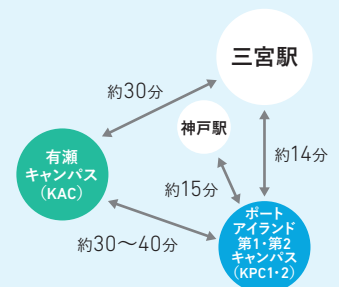 三宮駅
約30分
神戸駅
約14分
有瀬
キャンパス
（KAC）
約15分
ポート
アイランド
第1・第2
キャンパス
（KPC1・2）
約30〜40分